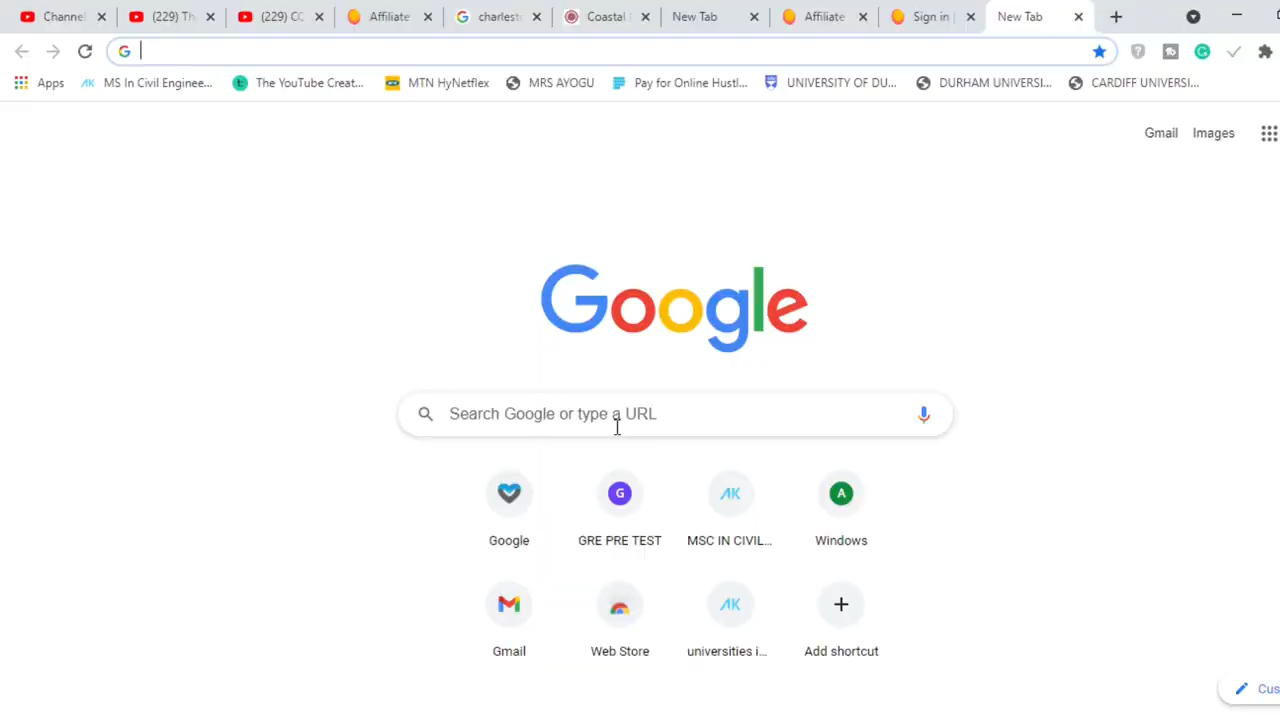 Channel
(229) Th
(229) CC
Affiliate
charlest
Coastal
New Tab
Affiliate
Sign in |
New Tab
Apps
MS In Civil Enginee...
The YouTube Creat...
MTN HyNetflex
MRS AYOGU
Pay for Online Hustl...
UNIVERSITY OF DU...
DURHAM UNIVERSI...
CARDIFF UNIVERSI...
Gmail
Images
Google
Search Google or type a URL
G
AK
A
Google
GRE PRE TEST
MSC IN CIVIL...
Windows
AK
Gmail
Web Store
universities i...
Add shortcut
Cus